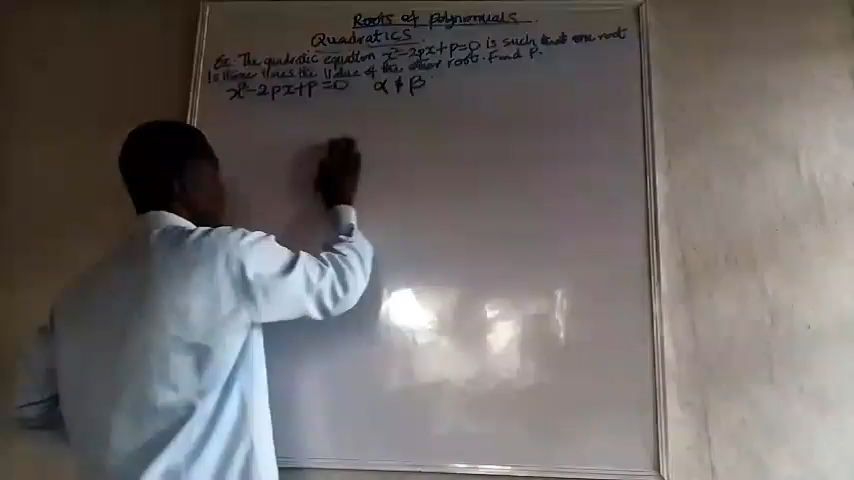 Roots of Polynomials.
Quadratics.
Ex: The quadratic equation x²-2px+p=0 is such that one root
is three times the value of the other root. Find p.
x²-2px+p=0 α & β